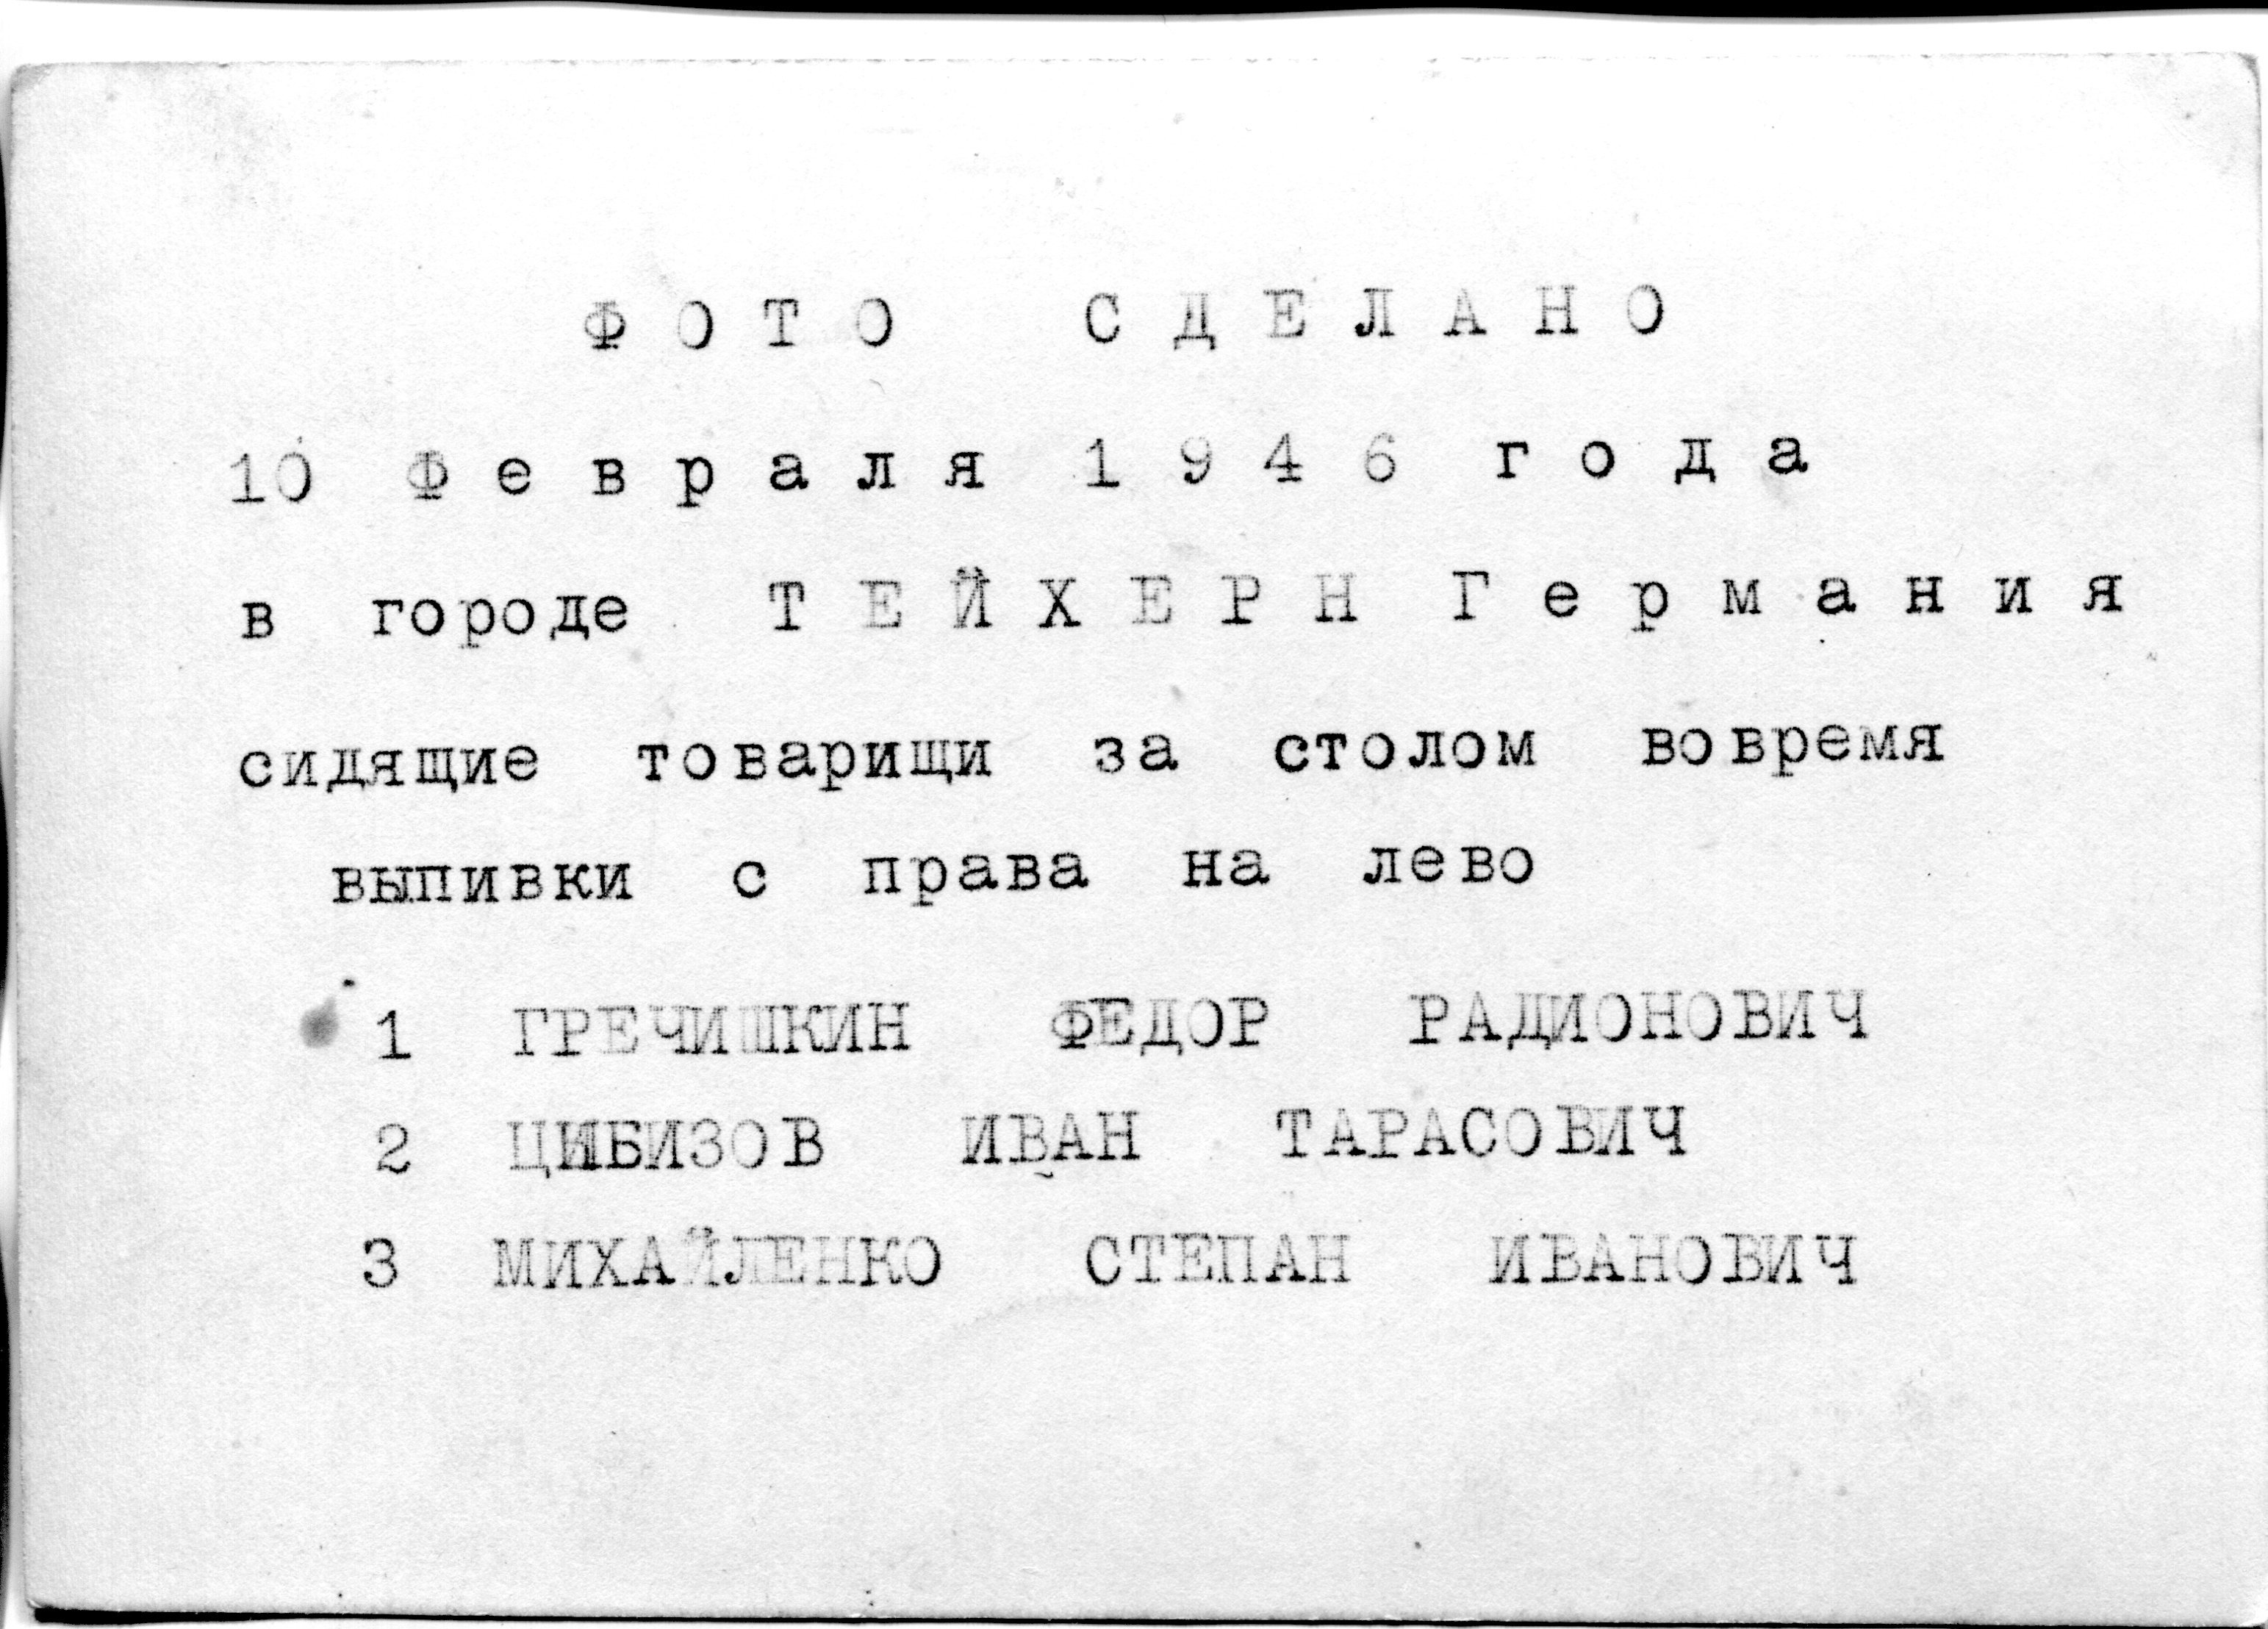 ФОТО СДЕЛАНО
10 Февраля 1946 года
в городе ТЕЙХЕРН Германия
сидящие товарищи за столом вовремя
выпивки с права на лево
1 ГРЕЧИШКИН ФЕДОР РАДИОНОВИЧ
2 ЦЫБИЗОВ ИВАН ТАРАСОВИЧ
3 МИХАЙЛЕНКО СТЕПАН ИВАНОВИЧ